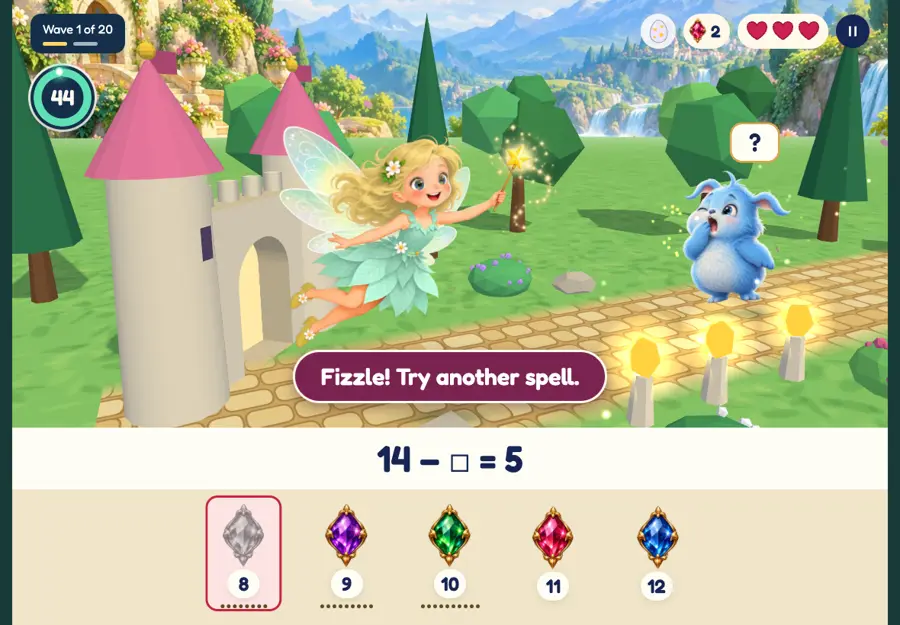 Wave 1 of 20
2
44
?
Fizzle! Try another spell.
14 – □ = 5
8
9
10
11
12